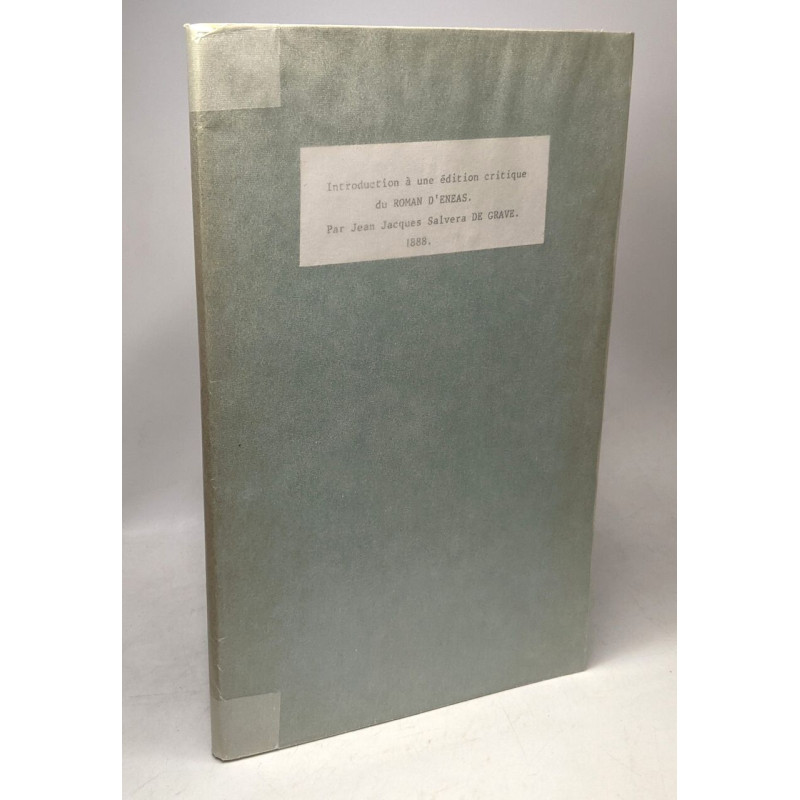 Introduction à une édition critique
du ROMAN D'ENEAS.
Par Jean Jacques Salvera DE GRAVE.
1888.